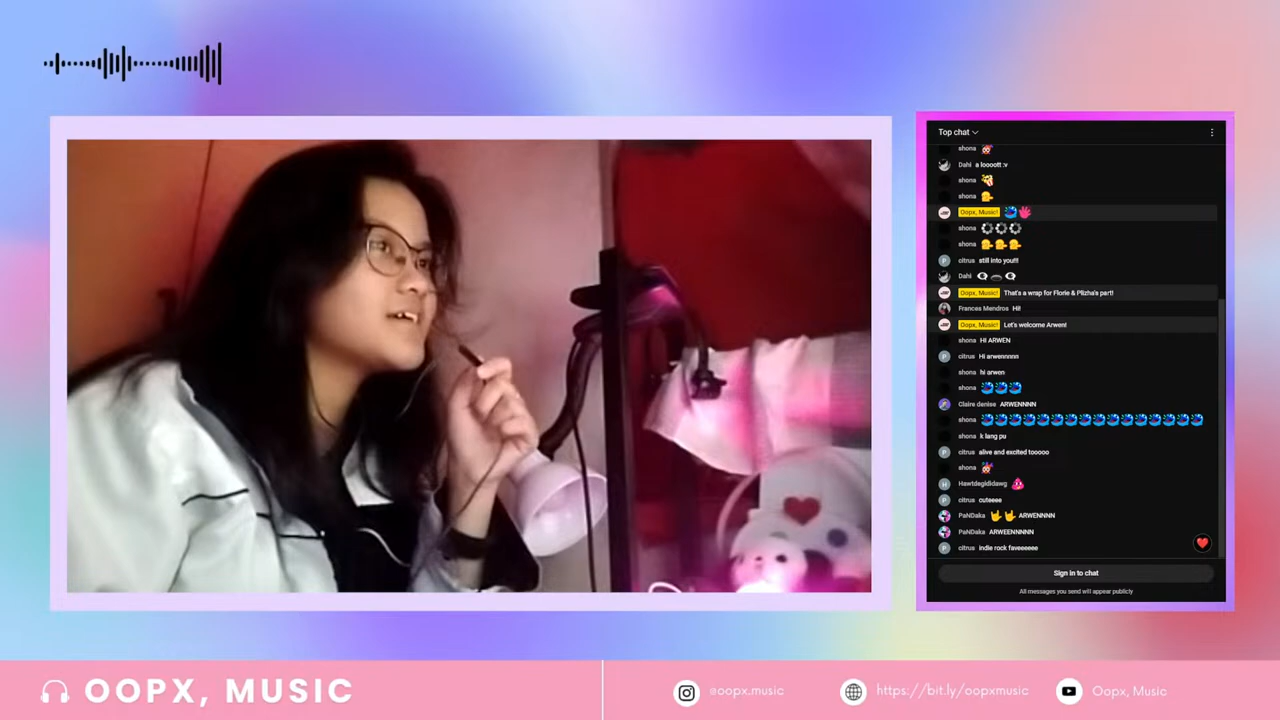 Top chat
shona
Dahi a loooott :v
shona
shona
Oopx, Music!
shona
shona
citrus still into you!!!
Dahi
Oopx, Music! That's a wrap for Florie & Plizha's part!
Frances Mendros Hi!
Oopx, Music! Let's welcome Arwen!
shona HI ARWEN
citrus Hi arwennnnn
shona hi arwen
shona
Claire denise ARWENNNN
shona
shona k lang pu
citrus alive and excited tooooo
shona
Hawtdegididawg
citrus cuteeee
PaNDaka ARWENNNN
PaNDaka ARWEENNNNN
citrus indie rock faveeeeee
Sign in to chat
All messages you send will appear publicly
OOPX, MUSIC
@oopx.music
https://bit.ly/oopxmusic
Oopx, Music